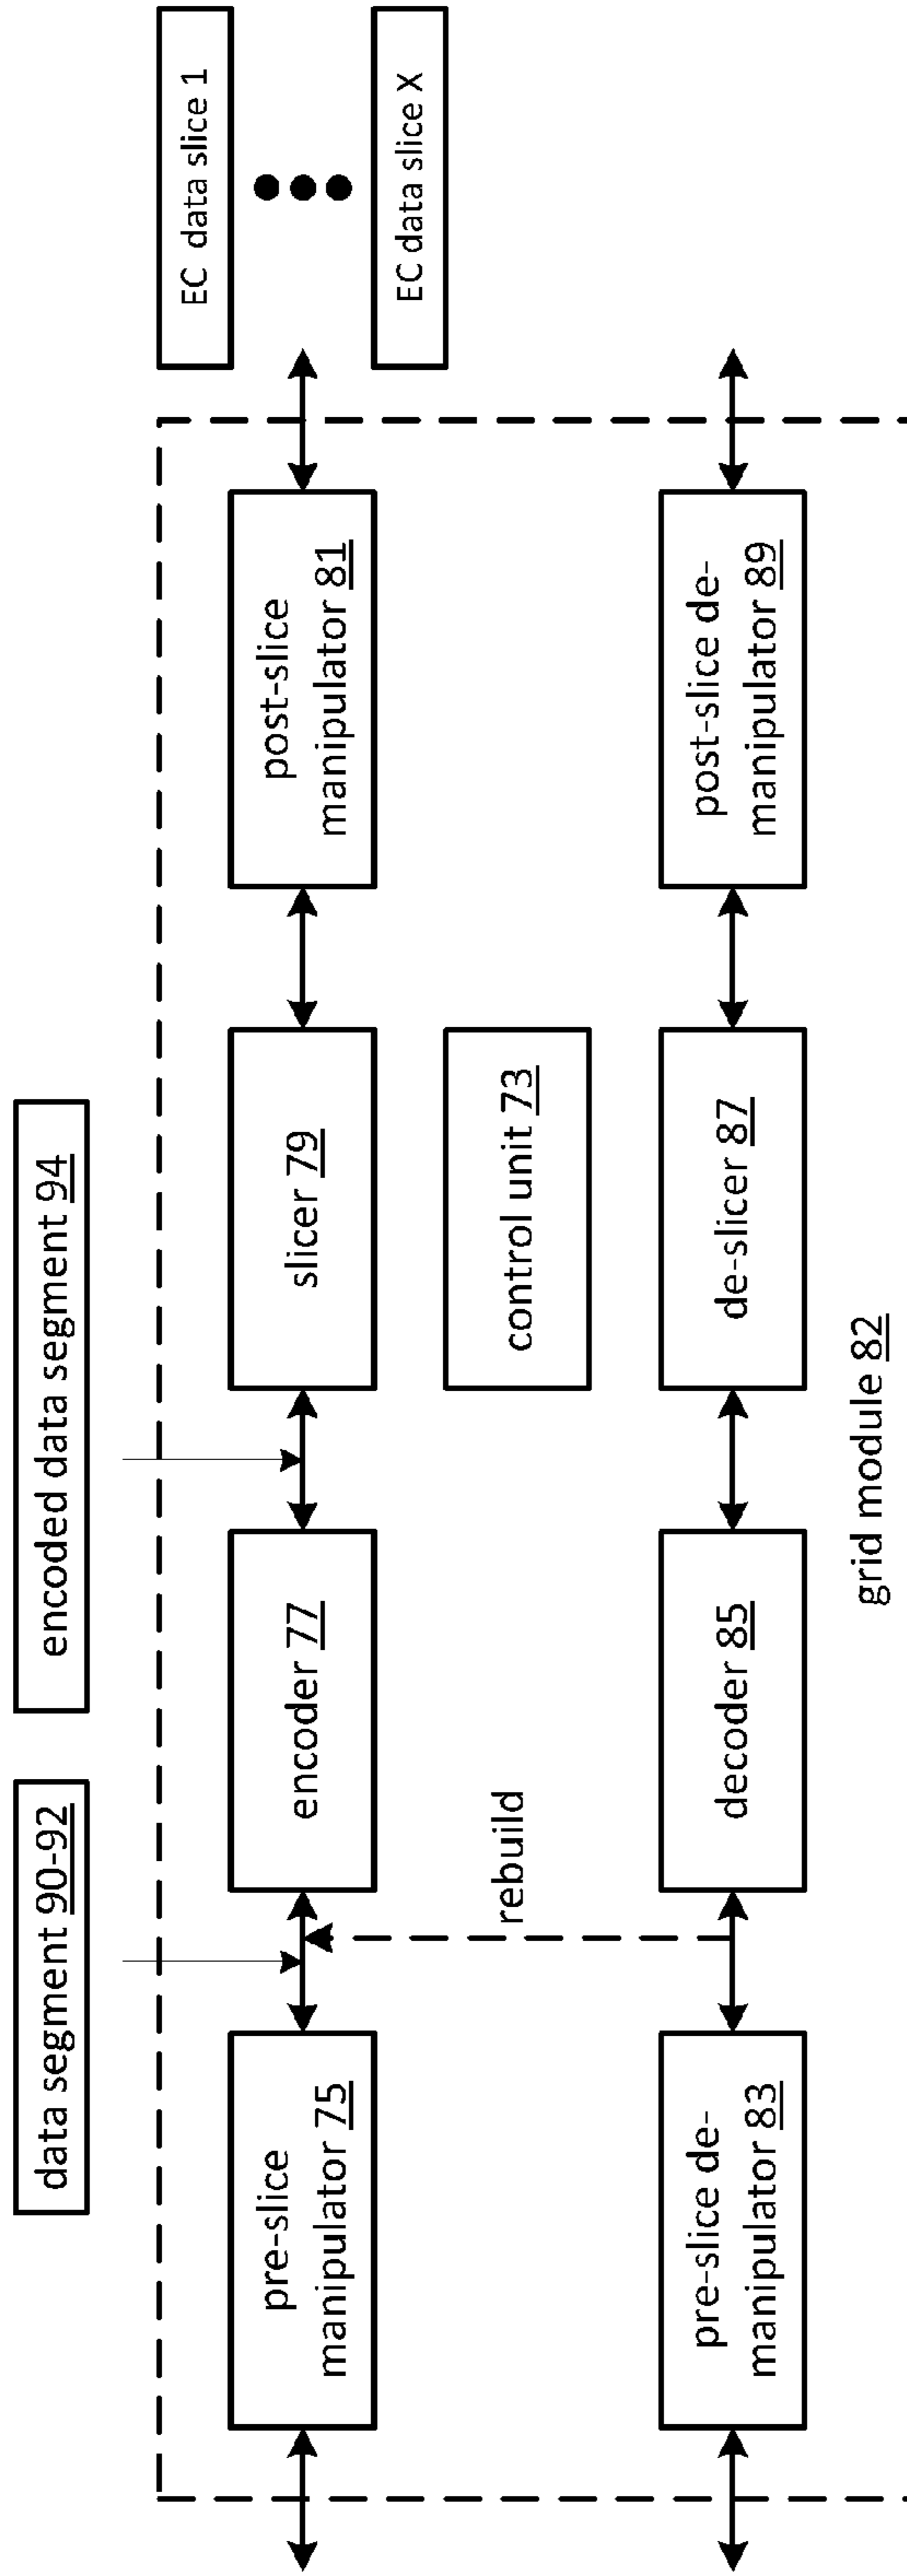 data segment 90-92
encoded data segment 94
EC data slice 1
EC data slice X
pre-slice
manipulator 75
encoder 77
slicer 79
post-slice
manipulator 81
rebuild
control unit 73
pre-slice de-
manipulator 83
decoder 85
de-slicer 87
post-slice de-
manipulator 89
grid module 82